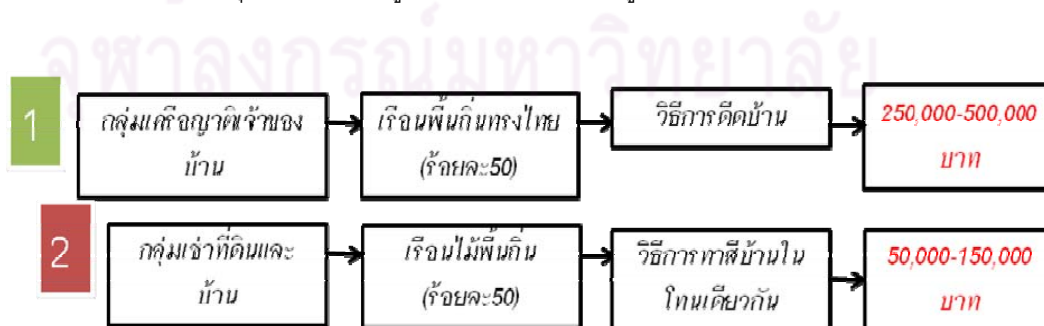 จุฬาลงกรณ์มหาวิทยาลัย
1
กลุ่มเครือญาติเจ้าของ
บ้าน
เรือนพื้นถิ่นทรงไทย
(ร้อยละ50)
วิธีการดีดบ้าน
250,000-500,000
บาท
2
กลุ่มเช่าที่ดินและ
บ้าน
เรือนไม้พื้นถิ่น
(ร้อยละ50)
วิธีการทาสีบ้านใน
โทนเดียวกัน
50,000-150,000
บาท